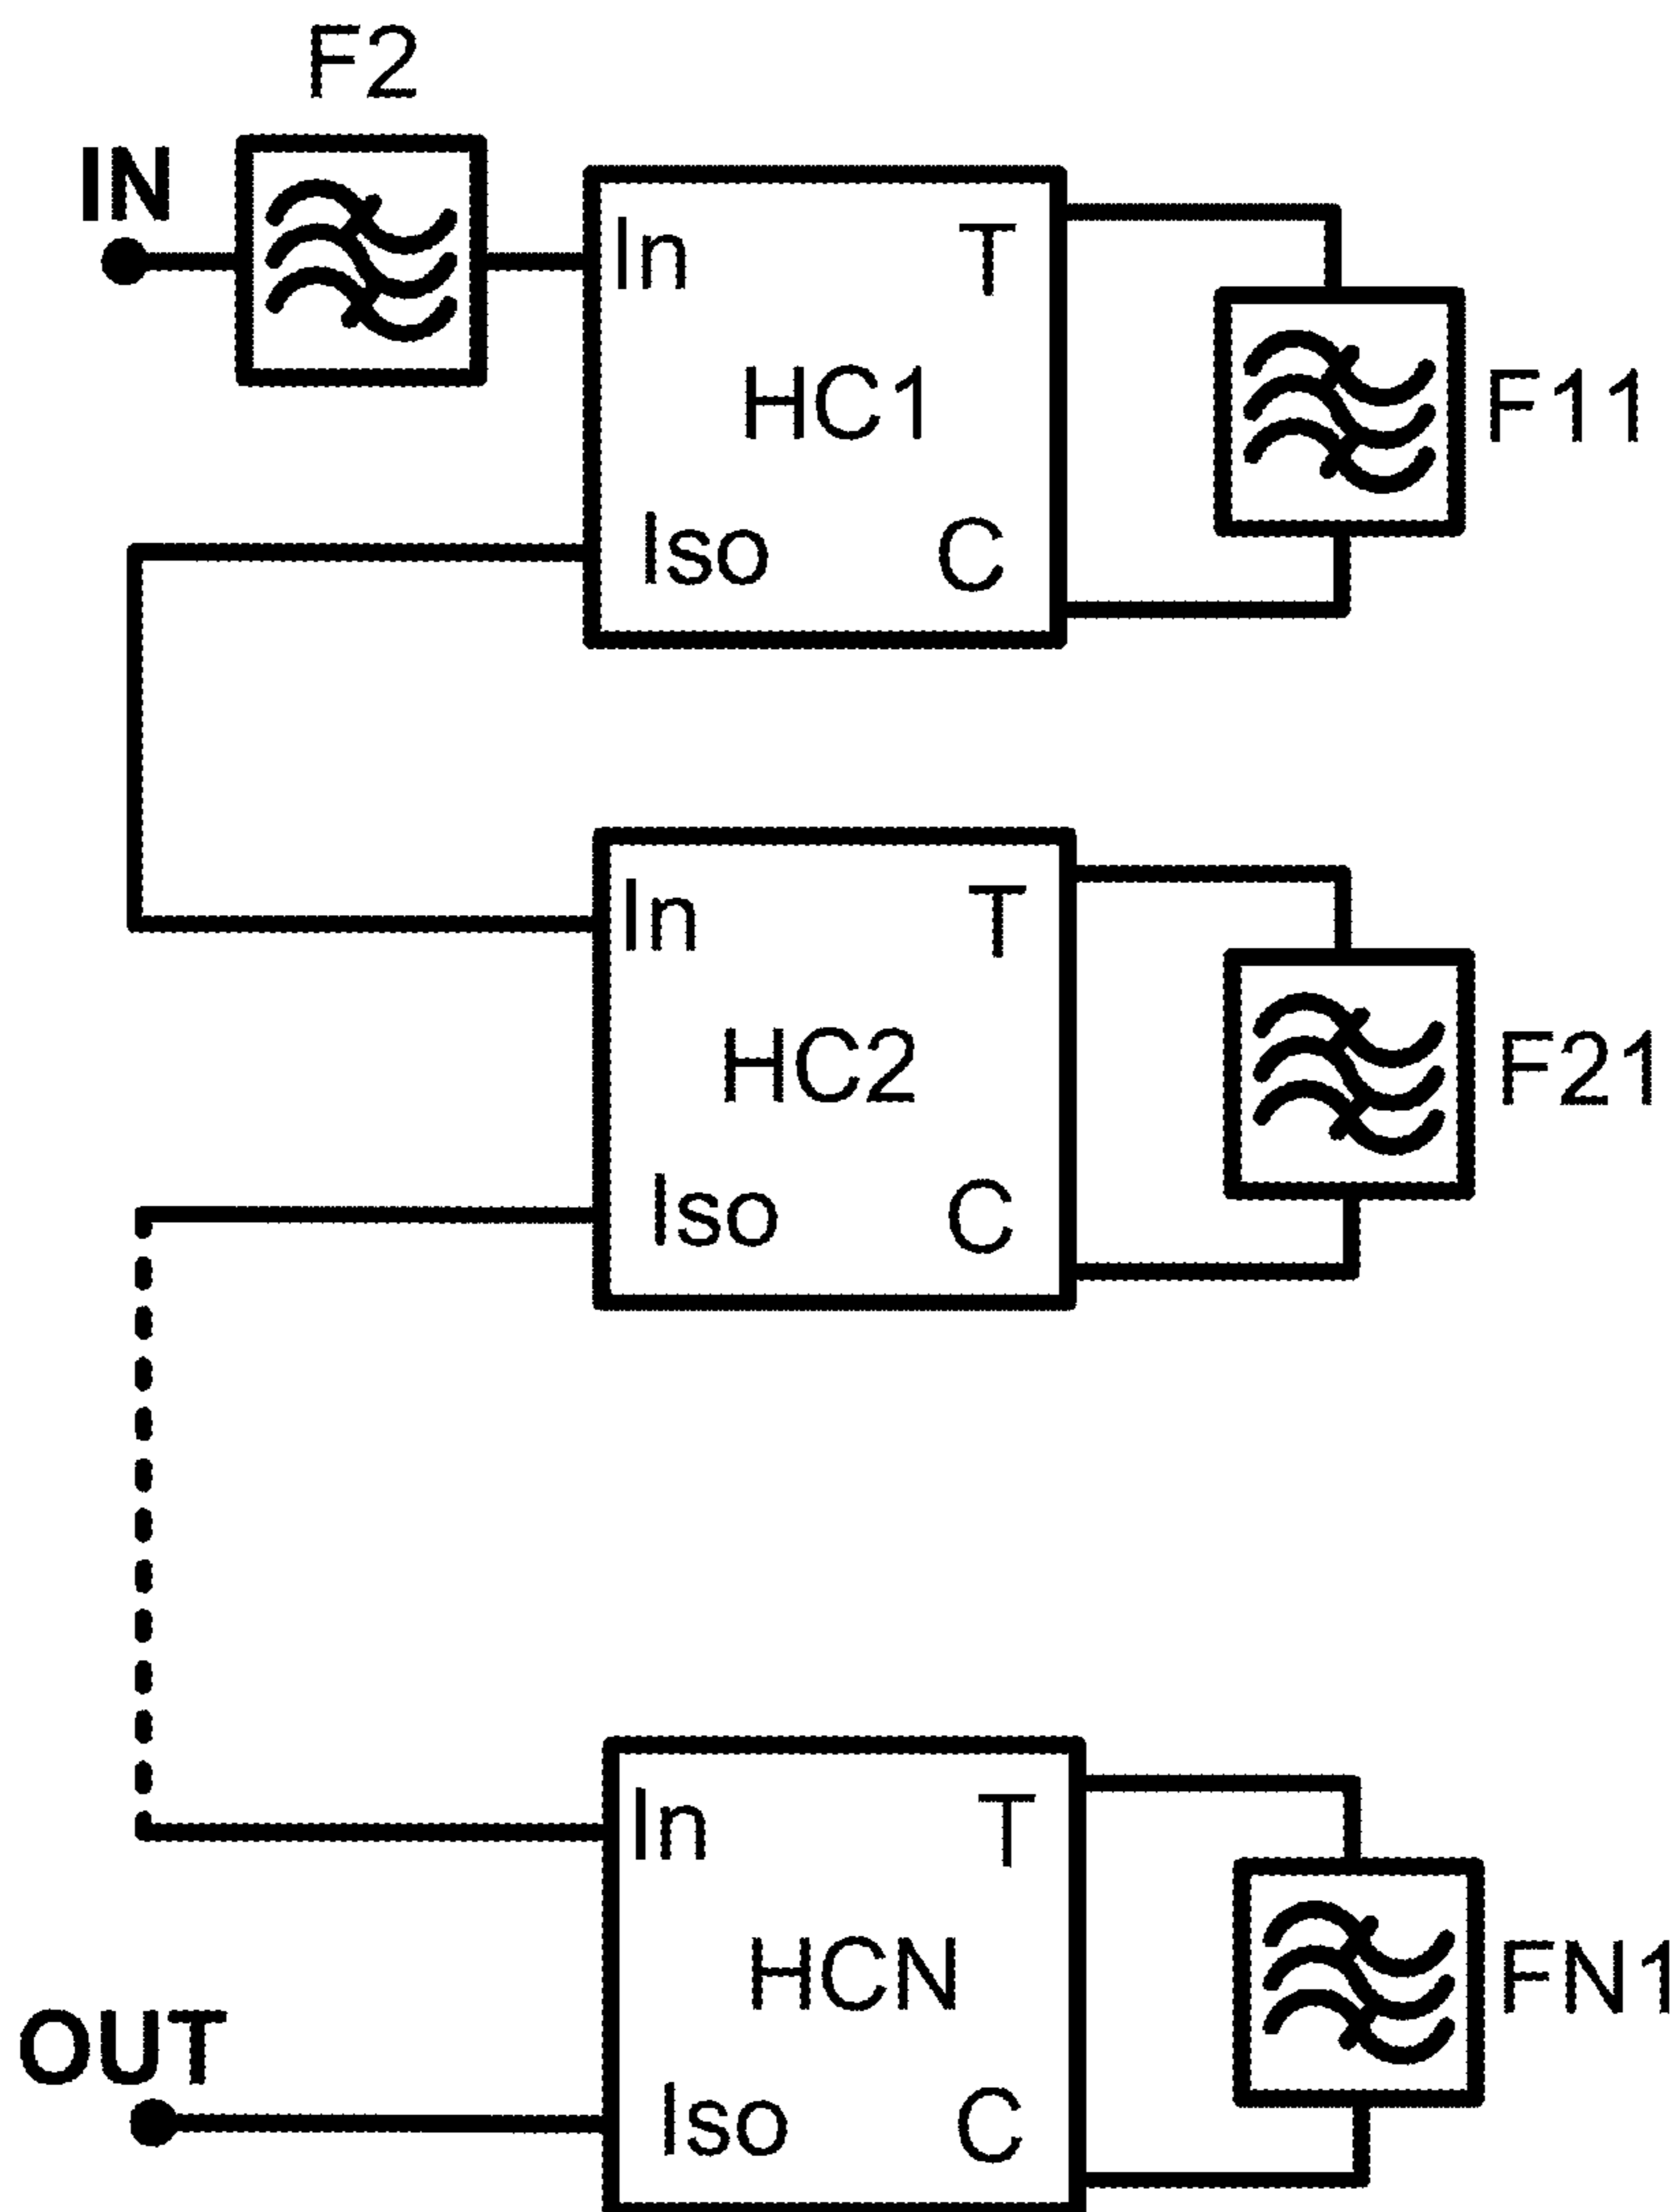 F2
IN
In T
HC1
F11
Iso C
In T
HC2
F21
Iso C
In T
HCN
FN1
OUT
Iso C